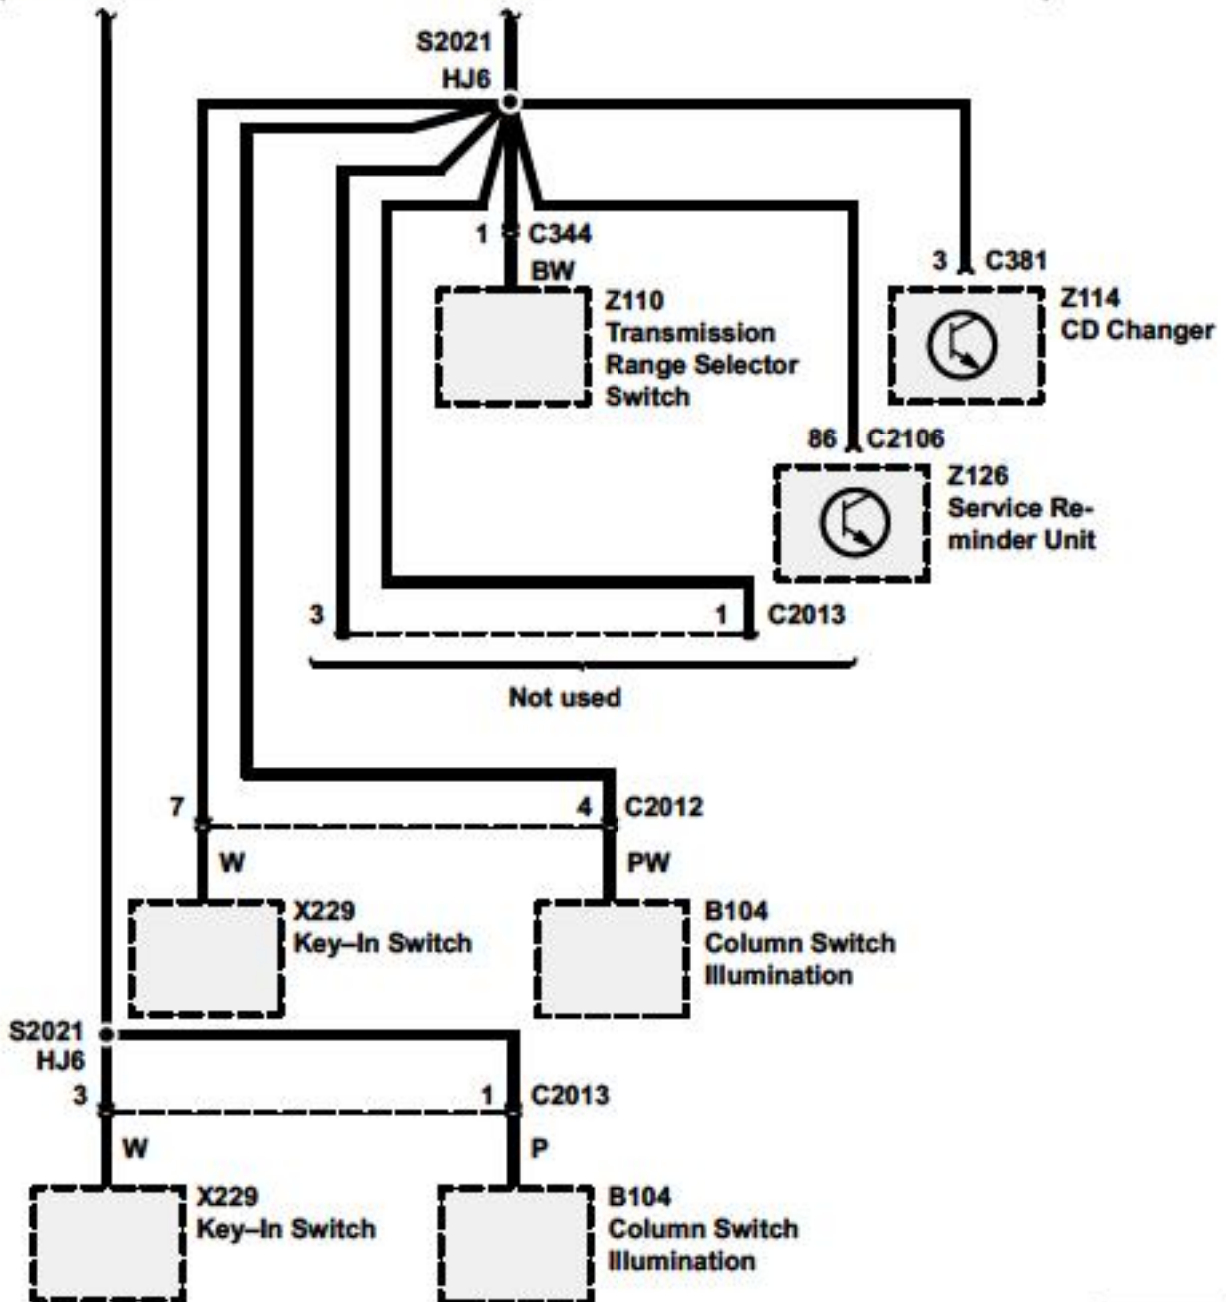 S2021
HJ6
1 C344
BW
Z110
Transmission
Range Selector
Switch
3 C381
Z114
CD Changer
86 C2106
Z126
Service Re-
minder Unit
3 1 C2013
Not used
7 4 C2012
W PW
X229
Key–In Switch
B104
Column Switch
Illumination
S2021
HJ6
3 1 C2013
W P
X229
Key–In Switch
B104
Column Switch
Illumination